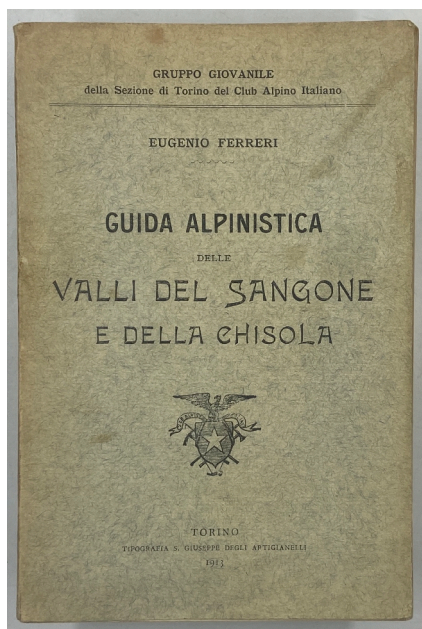 GRUPPO GIOVANILE
della Sezione di Torino del Club Alpino Italiano
EUGENIO FERRERI
GUIDA ALPINISTICA
DELLE
VALLI DEL SANGONE
E DELLA CHISOLA
TORINO
TIPOGRAFIA S. GIUSEPPE DEGLI ARTIGIANELLI
1913